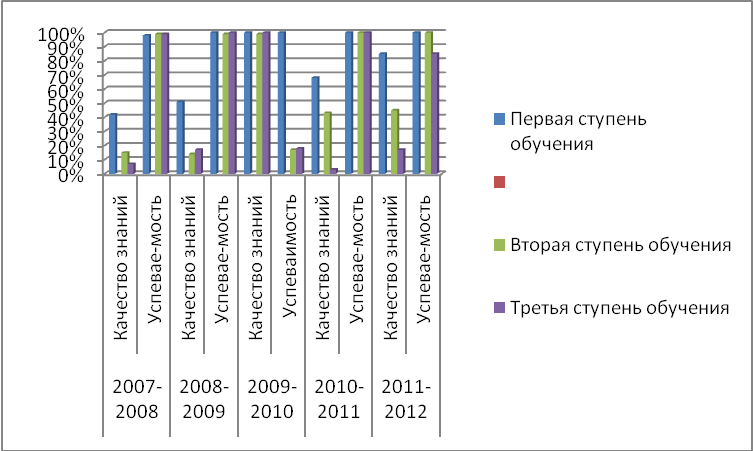 100%
90%
80%
70%
60%
50%
40%
30%
20%
10%
0%
Качество знаний
Успевае-мость
Качество знаний
Успевае-мость
Качество знаний
Успеваимость
Качество знаний
Успевае-мость
Качество знаний
Успевае-мость
2007-
2008
2008-
2009
2009-
2010
2010-
2011
2011-
2012
Первая ступень
обучения
Вторая ступень обучения
Третья ступень обучения